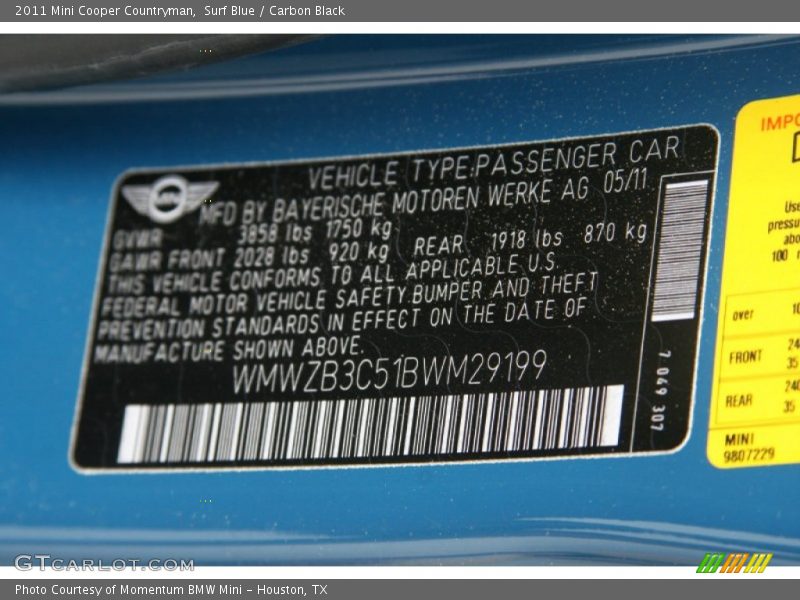 2011 Mini Cooper Countryman, Surf Blue / Carbon Black
VEHICLE TYPE:PASSENGER CAR
MFD BY BAYERISCHE MOTOREN WERKE AG 05/11
GVWR 3858 lbs 1750 kg
GAWR FRONT 2028 lbs 920 kg REAR 1918 lbs 870 kg
THIS VEHICLE CONFORMS TO ALL APPLICABLE U.S.
FEDERAL MOTOR VEHICLE SAFETY.BUMPER AND THEFT
PREVENTION STANDARDS IN EFFECT ON THE DATE OF
MANUFACTURE SHOWN ABOVE.
WMWZB3C51BWM29199
7 049 307
over
FRONT
35
REAR
35
MINI
9807229
GTcarlot.com
Photo Courtesy of Momentum BMW Mini - Houston, TX